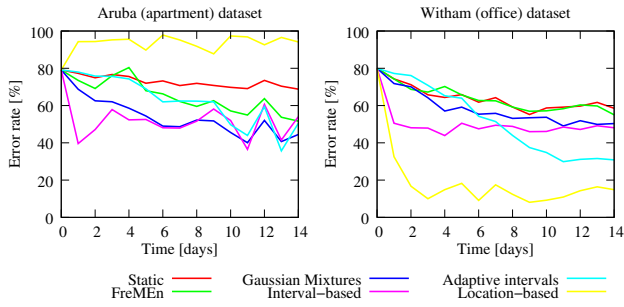 Aruba (apartment) dataset
Witham (office) dataset
Error rate [%]
100
80
60
40
20
0
0 2 4 6 8 10 12 14
Time [days]
Error rate [%]
100
80
60
40
20
0
0 2 4 6 8 10 12 14
Time [days]
Static
Gaussian Mixtures
Adaptive intervals
FreMEn
Interval-based
Location-based